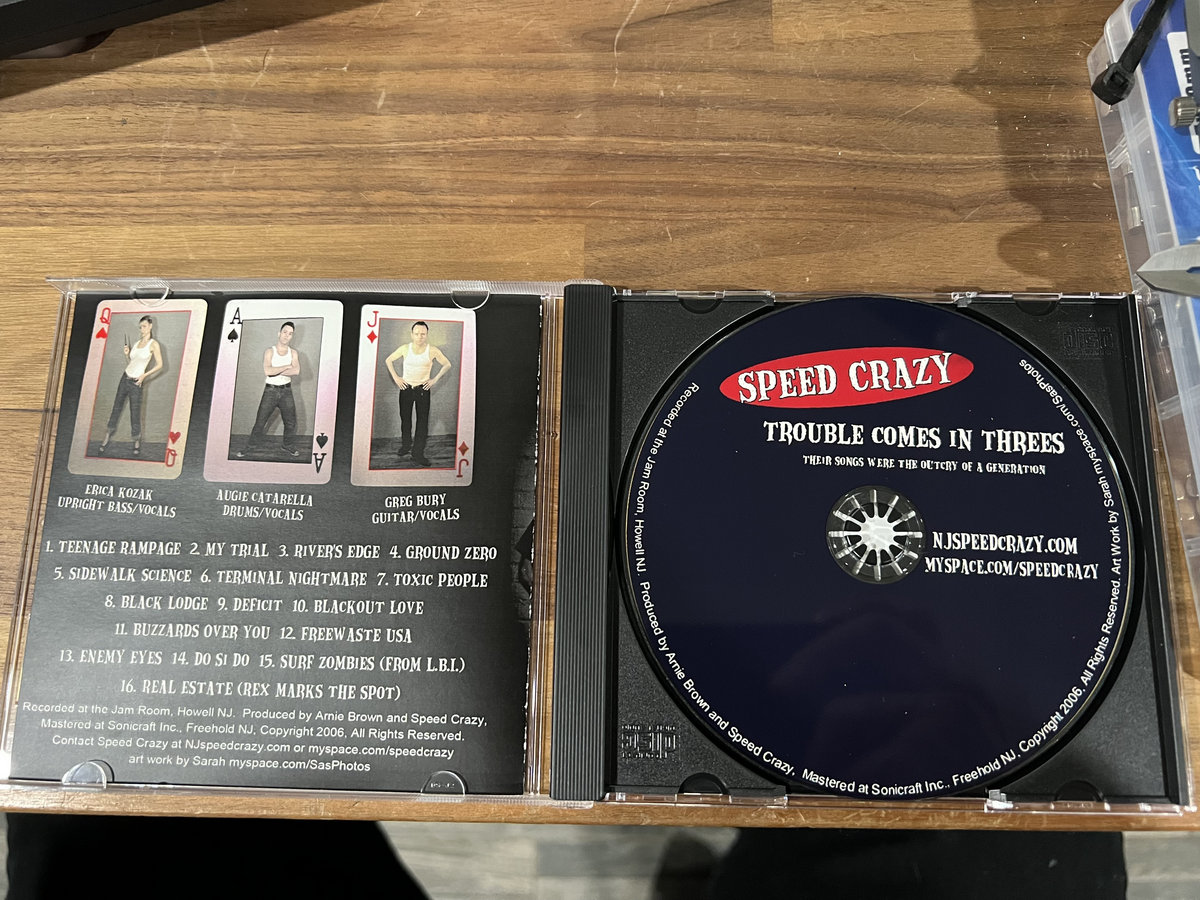 Q
Q
A
A
J
J
ERICA KOZAK
UPRIGHT BASS/VOCALS
AUGIE CATARELLA
DRUMS/VOCALS
GREG BURY
GUITAR/VOCALS
1. TEENAGE RAMPAGE 2. MY TRIAL 3. RIVER'S EDGE 4. GROUND ZERO
5. SIDEWALK SCIENCE 6. TERMINAL NIGHTMARE 7. TOXIC PEOPLE
8. BLACK LODGE 9. DEFICIT 10. BLACKOUT LOVE
11. BUZZARDS OVER YOU 12. FREEWASTE USA
13. ENEMY EYES 14. DO SI DO 15. SURF ZOMBIES (FROM L.B.I.)
16. REAL ESTATE (REX MARKS THE SPOT)
Recorded at the Jam Room, Howell NJ. Produced by Arnie Brown and Speed Crazy,
Mastered at Sonicraft Inc., Freehold NJ. Copyright 2006, All Rights Reserved.
Contact Speed Crazy at NJspeedcrazy.com or myspace.com/speedcrazy
art work by Sarah myspace.com/SasPhotos
SPEED CRAZY
TROUBLE COMES IN THREES
THEIR SONGS WERE THE OUTCRY OF A GENERATION
NJSPEEDCRAZY.COM
MYSPACE.COM/SPEEDCRAZY
Recorded at the Jam Room, Howell NJ. Produced by Arnie Brown and Speed Crazy, Mastered at Sonicraft Inc., Freehold NJ. Copyright 2006, All Rights Reserved. Art Work by Sarah myspace.com/SasPhotos
disc
disc